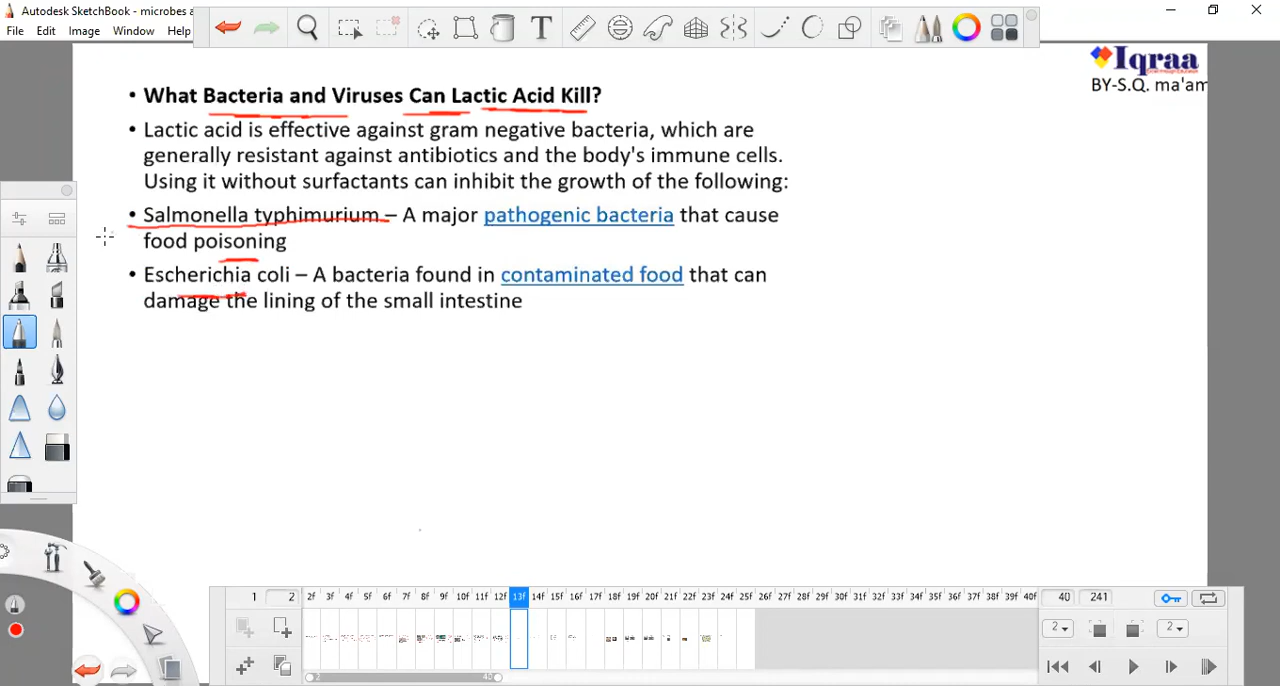 Autodesk SketchBook - microbes a
File Edit Image Window Help
T
Iqraa
BY-S.Q. ma'am
• What Bacteria and Viruses Can Lactic Acid Kill?
• Lactic acid is effective against gram negative bacteria, which are
generally resistant against antibiotics and the body's immune cells.
Using it without surfactants can inhibit the growth of the following:
• Salmonella typhimurium – A major pathogenic bacteria that cause
food poisoning
• Escherichia coli – A bacteria found in contaminated food that can
damage the lining of the small intestine
1 2 2f 3f 4f 5f 6f 7f 8f 9f 10f 11f 12f 13f 14f 15f 16f 17f 18f 19f 20f 21f 22f 23f 24f 25f 26f 27f 28f 29f 30f 31f 32f 33f 34f 35f 36f 37f 38f 39f 40f 40 241
2 2
2 40